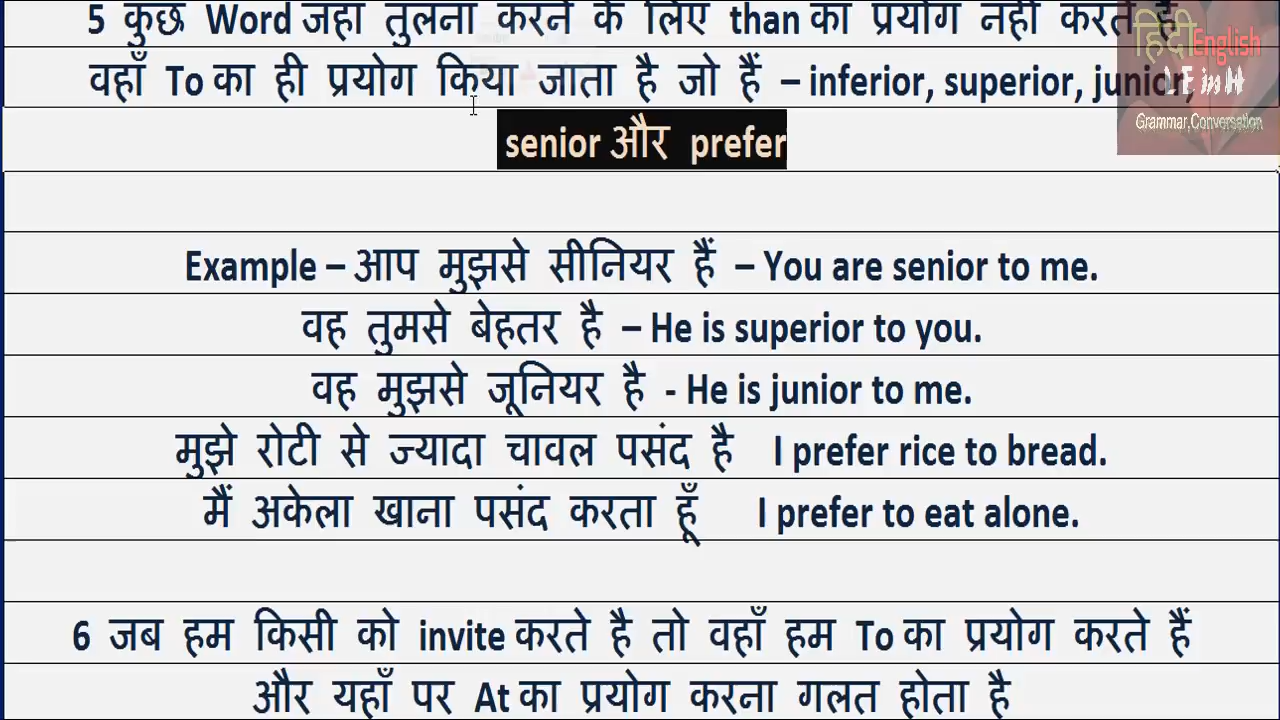 5 कुछ Word जहाँ तुलना करने के लिए than का प्रयोग नहीं करते हैं
वहाँ To का ही प्रयोग किया जाता है जो हैं – inferior, superior, junior,
senior और prefer
हिंदी English
LE in H
Grammar,Conversation
Example – आप मुझसे सीनियर हैं – You are senior to me.
वह तुमसे बेहतर है – He is superior to you.
वह मुझसे जूनियर है - He is junior to me.
मुझे रोटी से ज्यादा चावल पसंद है I prefer rice to bread.
मैं अकेला खाना पसंद करता हूँ I prefer to eat alone.
6 जब हम किसी को invite करते है तो वहाँ हम To का प्रयोग करते हैं
और यहाँ पर At का प्रयोग करना गलत होता है